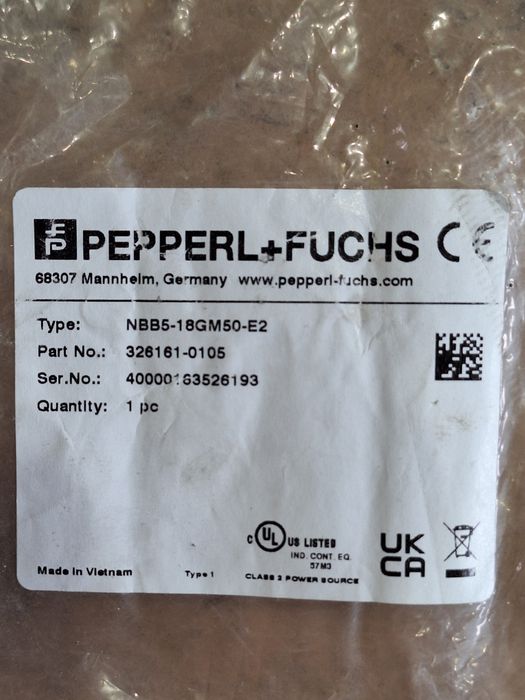 PEPPERL+FUCHS CE
68307 Mannheim, Germany www.pepperl-fuchs.com
Type: NBB5-18GM50-E2
Part No.: 326161-0105
Ser.No.: 40000163526193
Quantity: 1 pc
C UL US LISTED
IND. CONT. EQ.
57M3
UK
CA
Made in Vietnam Type 1 CLASS 2 POWER SOURCE